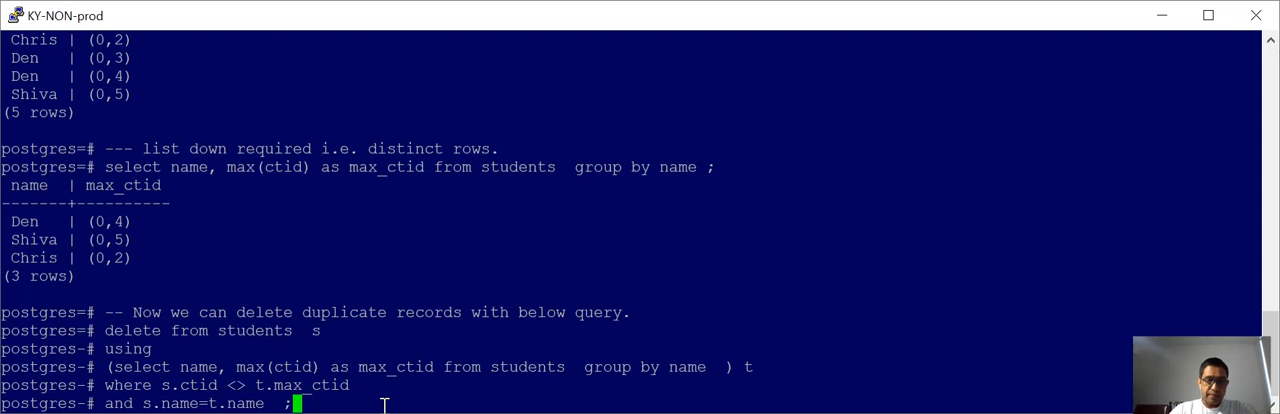 KY-NON-prod
Chris | (0,2)
Den   | (0,3)
Den   | (0,4)
Shiva | (0,5)
(5 rows)
postgres=# --- list down required i.e. distinct rows.
postgres=# select name, max(ctid) as max_ctid from students  group by name ;
name  | max_ctid
-------+----------
Den   | (0,4)
Shiva | (0,5)
Chris | (0,2)
(3 rows)
postgres=# -- Now we can delete duplicate records with below query.
postgres=# delete from students  s
postgres-# using
postgres-# (select name, max(ctid) as max_ctid from students  group by name  ) t
postgres-# where s.ctid <> t.max_ctid
postgres-# and s.name=t.name  ;